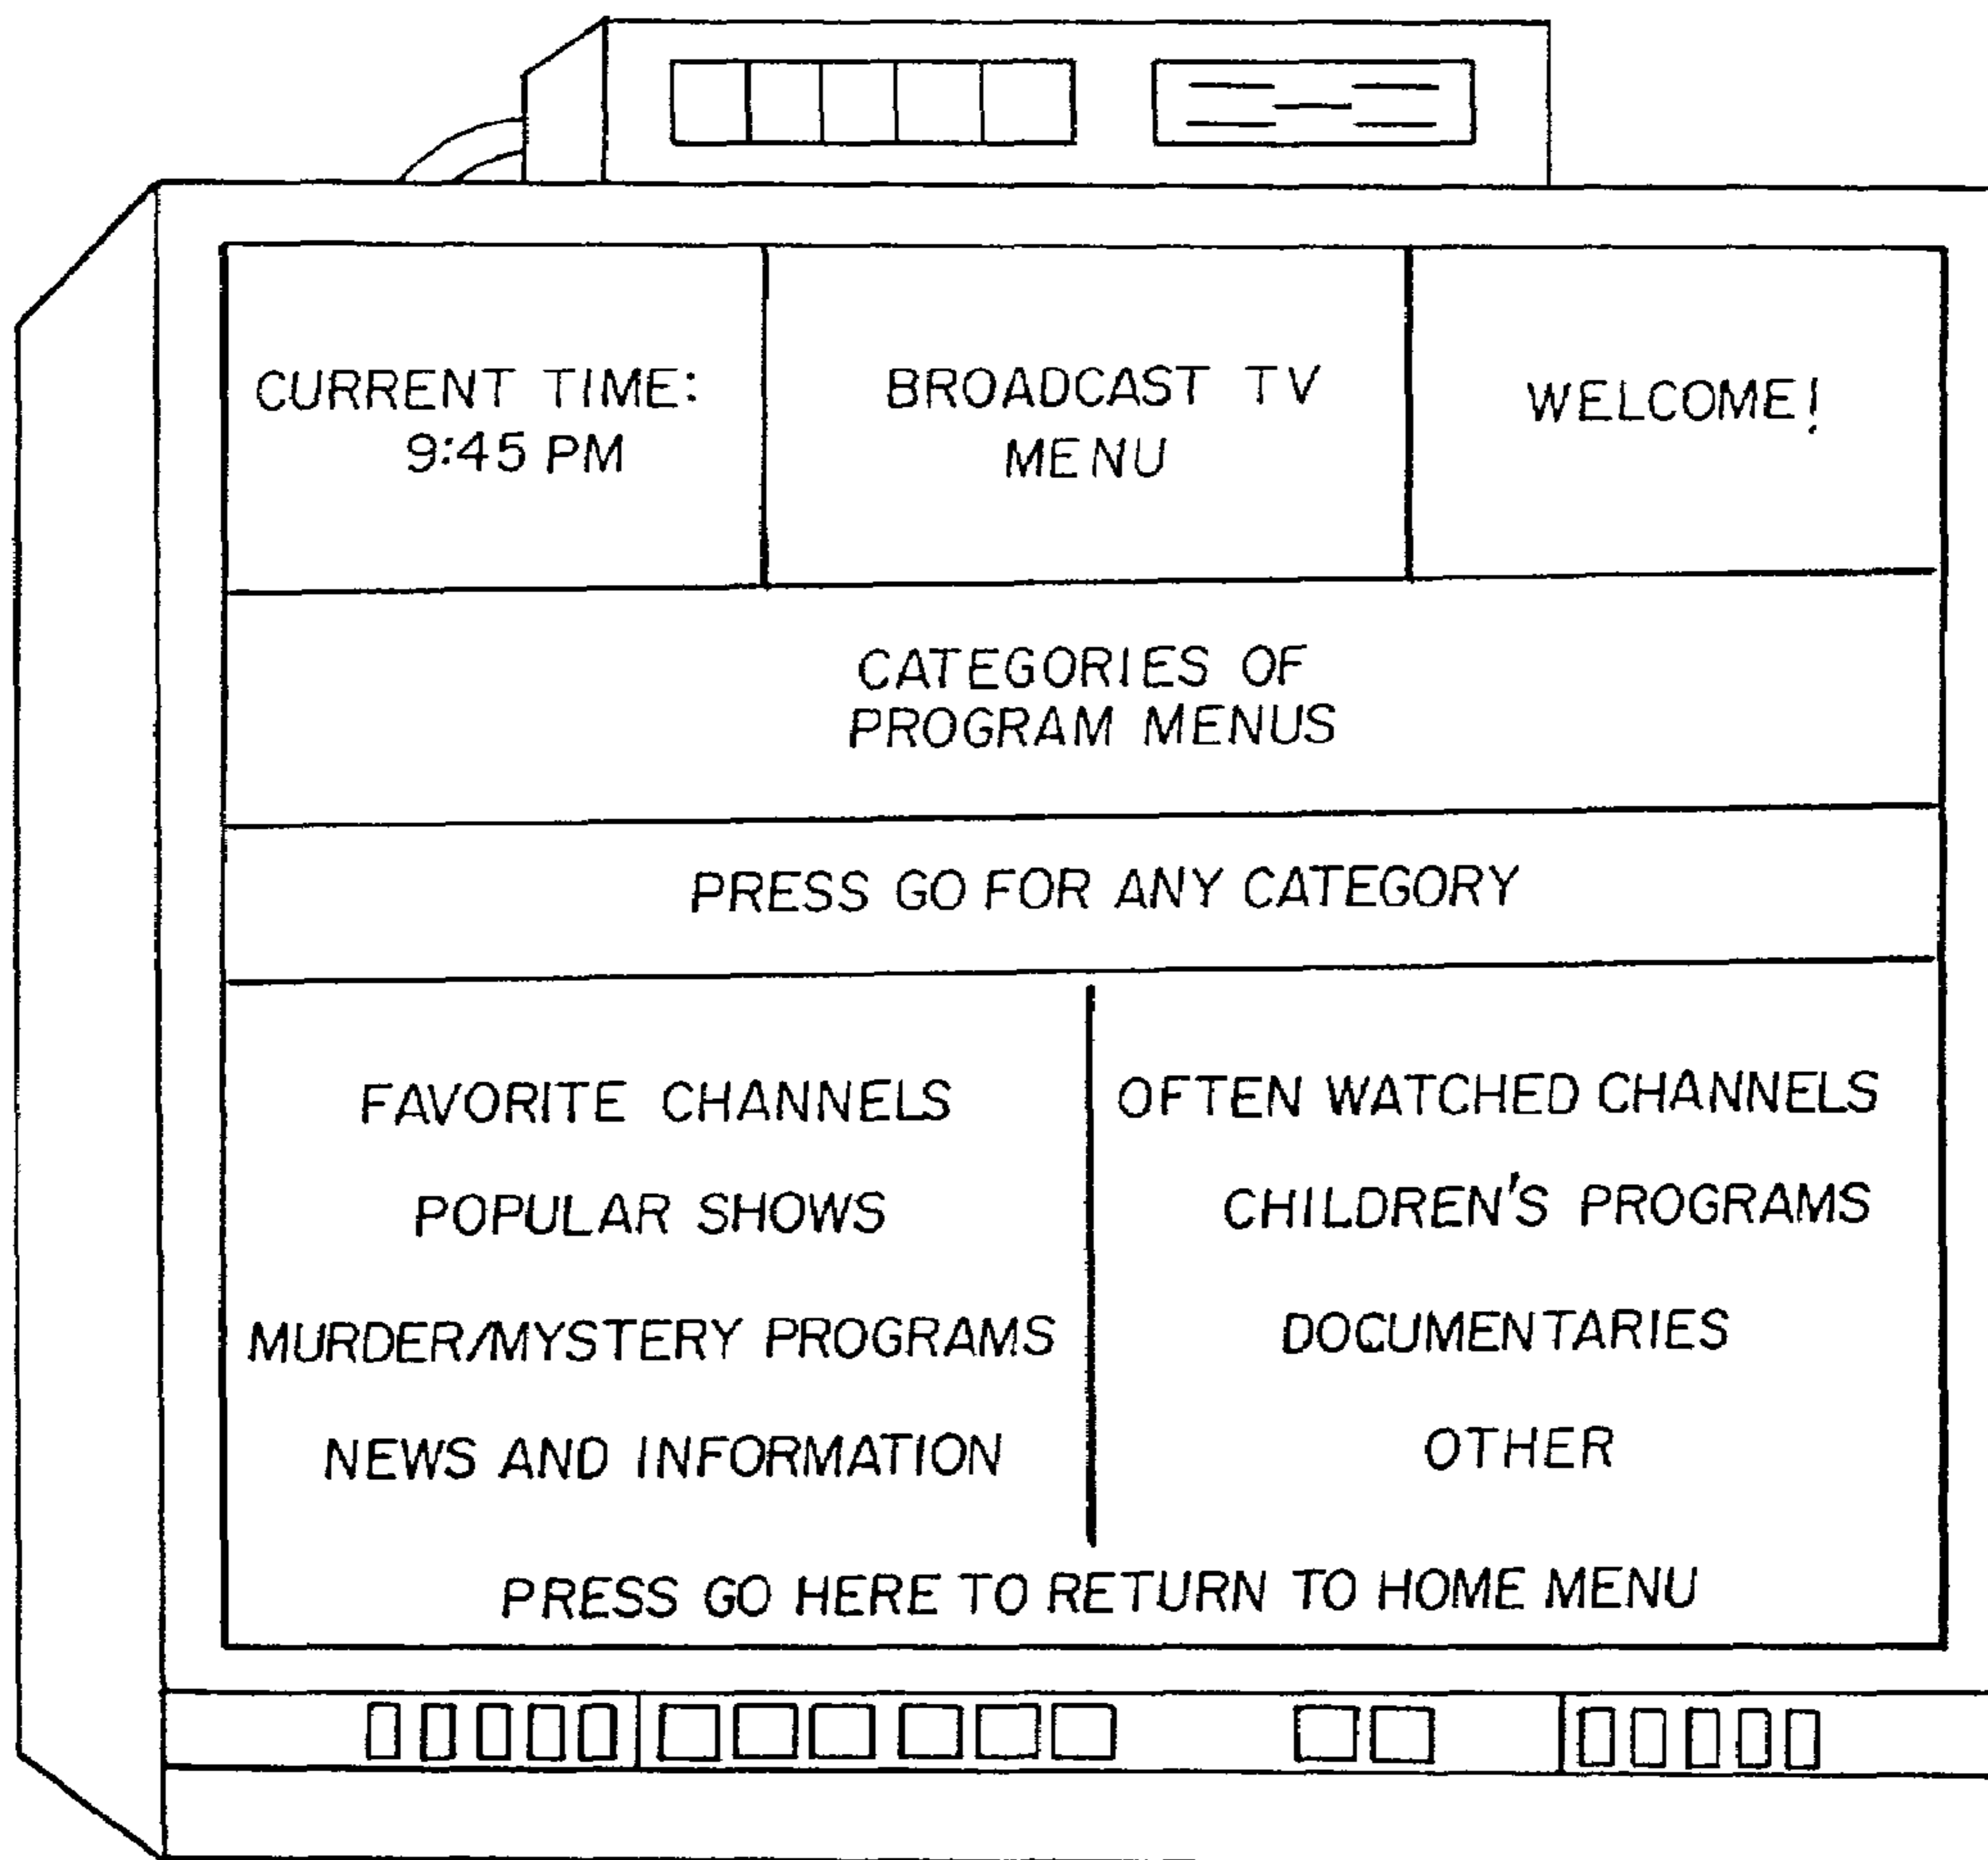 CURRENT TIME:
9:45 PM
BROADCAST TV
MENU
WELCOME!
CATEGORIES OF
PROGRAM MENUS
PRESS GO FOR ANY CATEGORY
FAVORITE CHANNELS
POPULAR SHOWS
MURDER/MYSTERY PROGRAMS
NEWS AND INFORMATION
OFTEN WATCHED CHANNELS
CHILDREN'S PROGRAMS
DOCUMENTARIES
OTHER
PRESS GO HERE TO RETURN TO HOME MENU